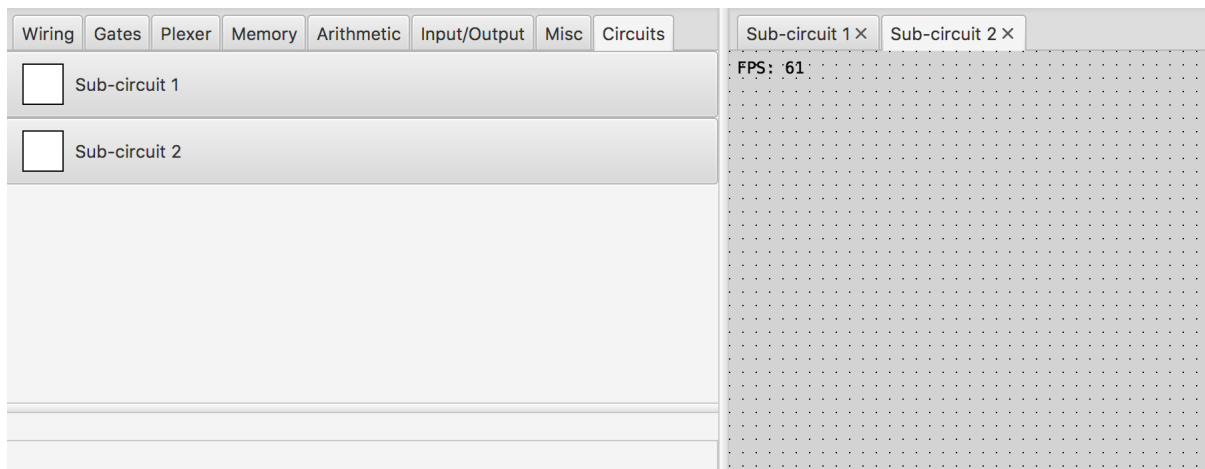 Wiring Gates Plexer Memory Arithmetic Input/Output Misc Circuits
Sub-circuit 1
Sub-circuit 2
Sub-circuit 1 × Sub-circuit 2 ×
FPS: 61